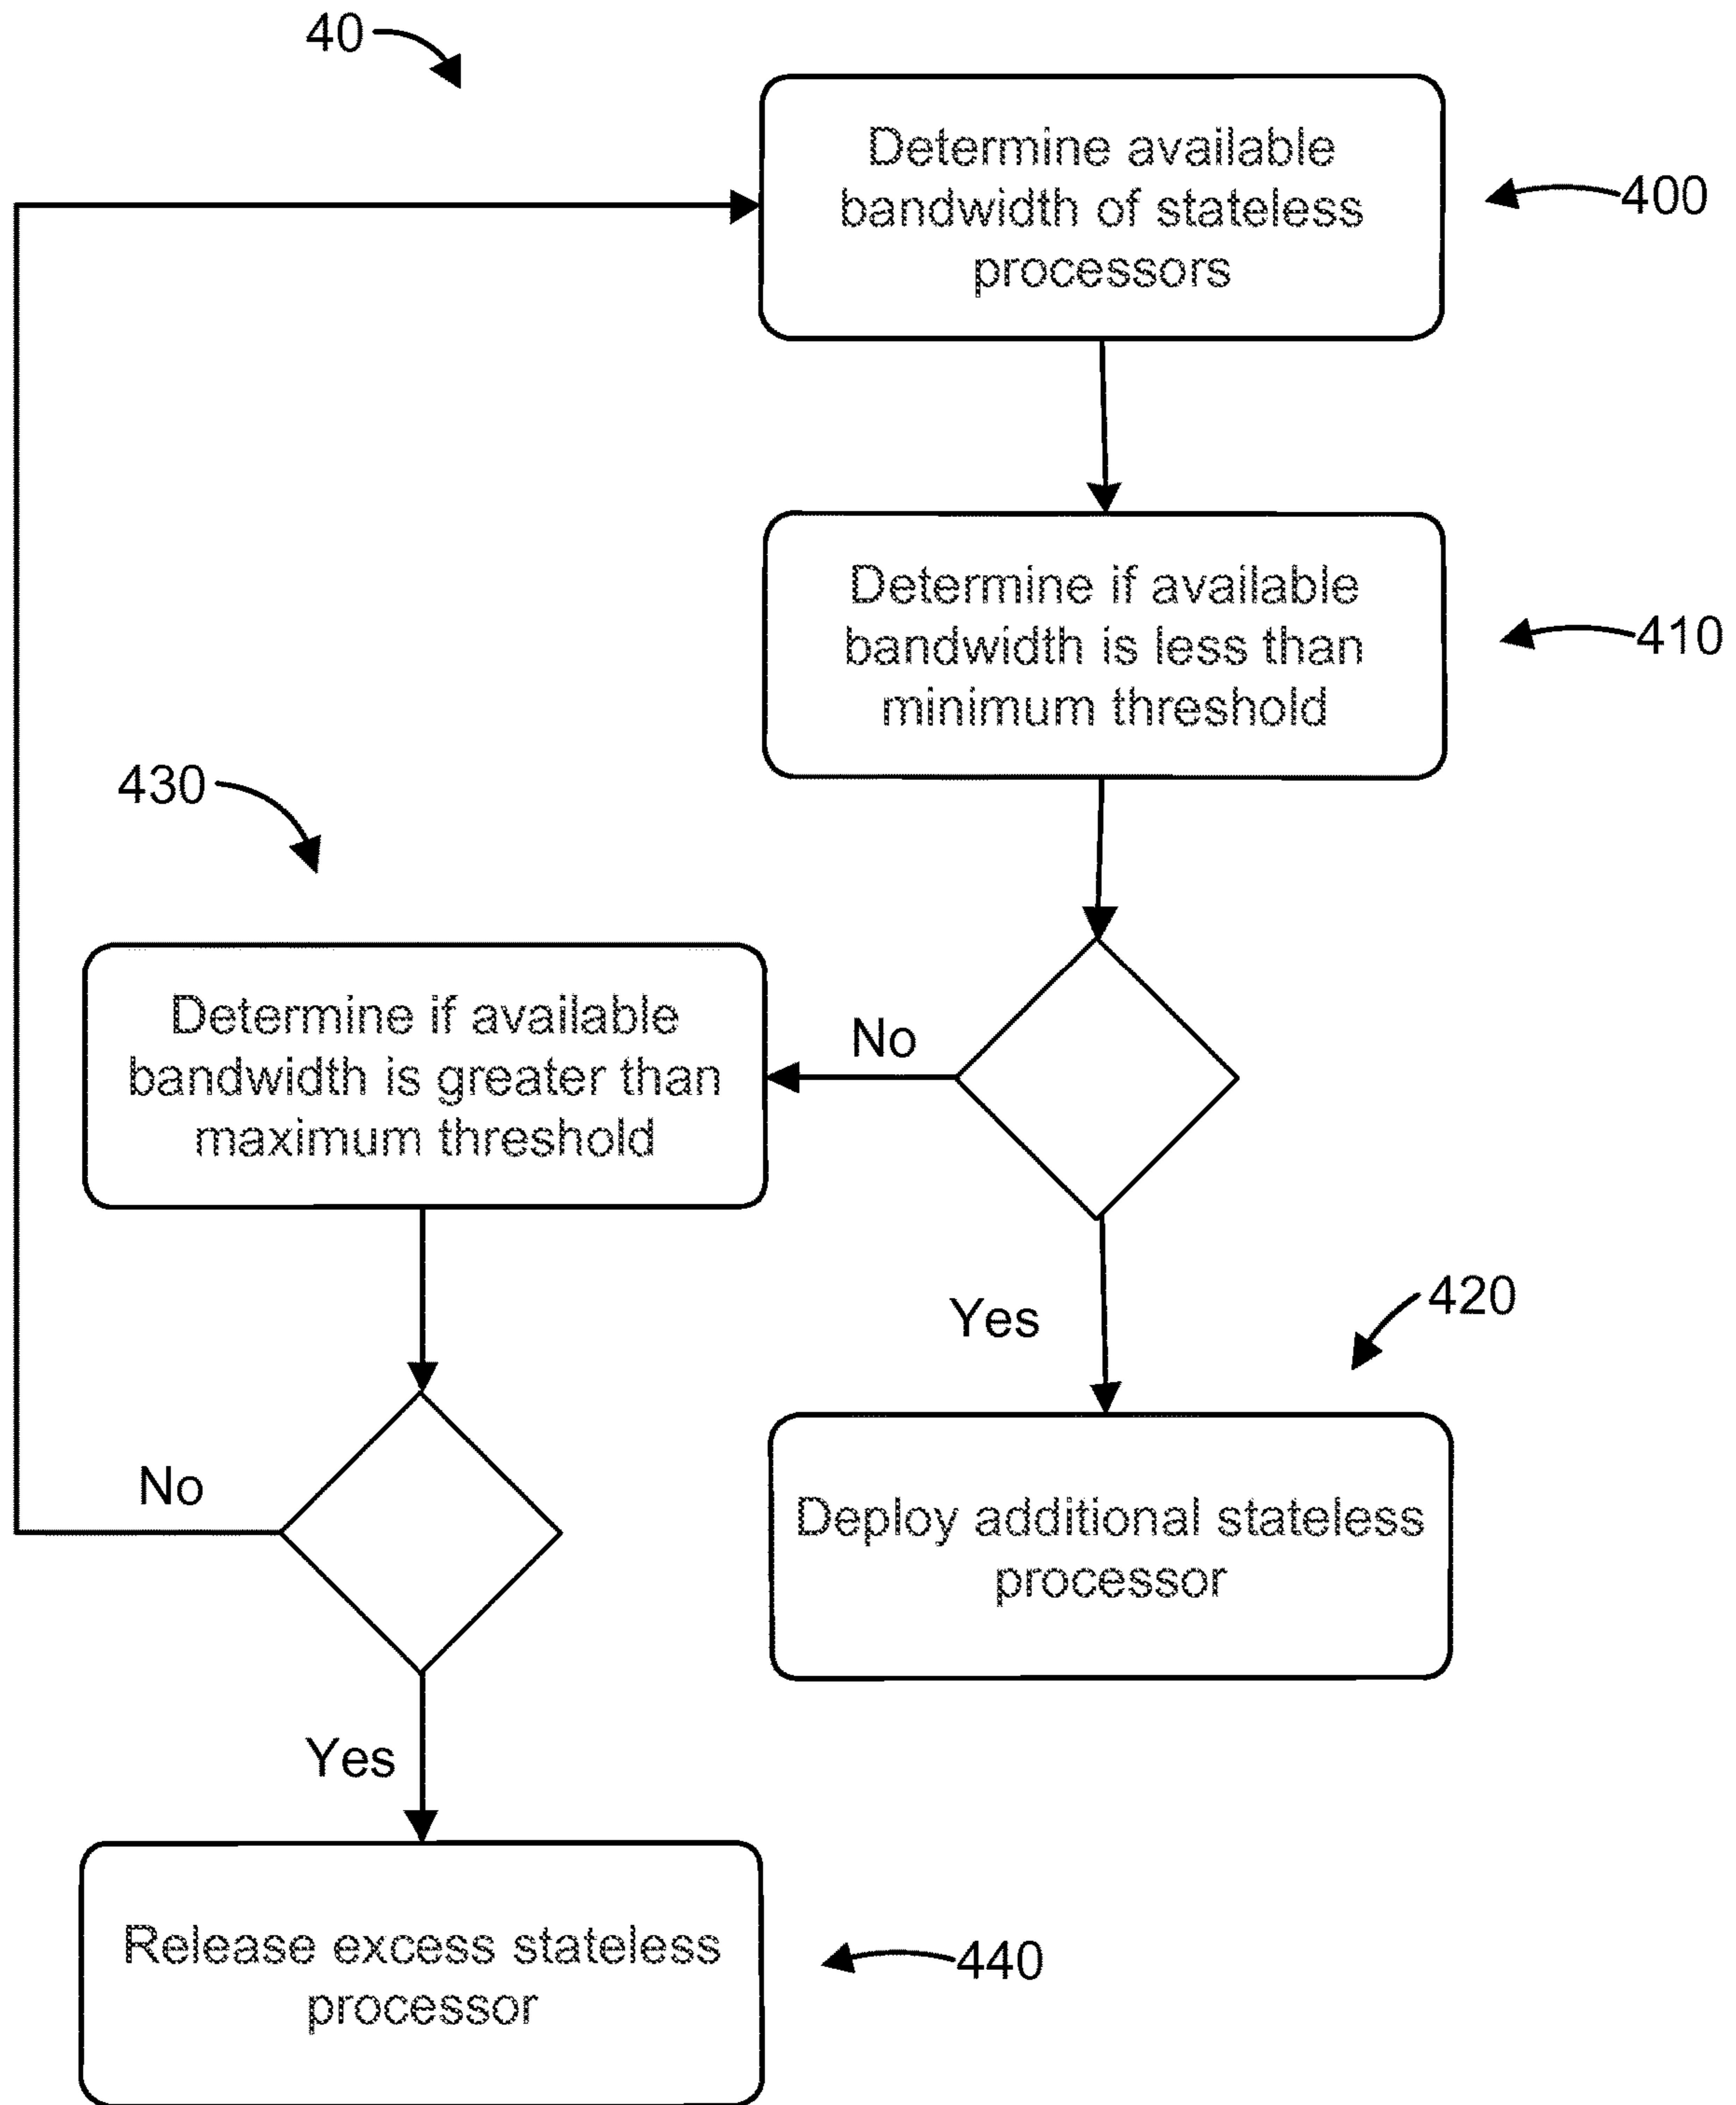 40
Determine available
bandwidth of stateless
processors
400
Determine if available
bandwidth is less than
minimum threshold
410
430
Determine if available
bandwidth is greater than
maximum threshold
No
Yes
420
Deploy additional stateless
processor
No
Yes
Release excess stateless
processor
440